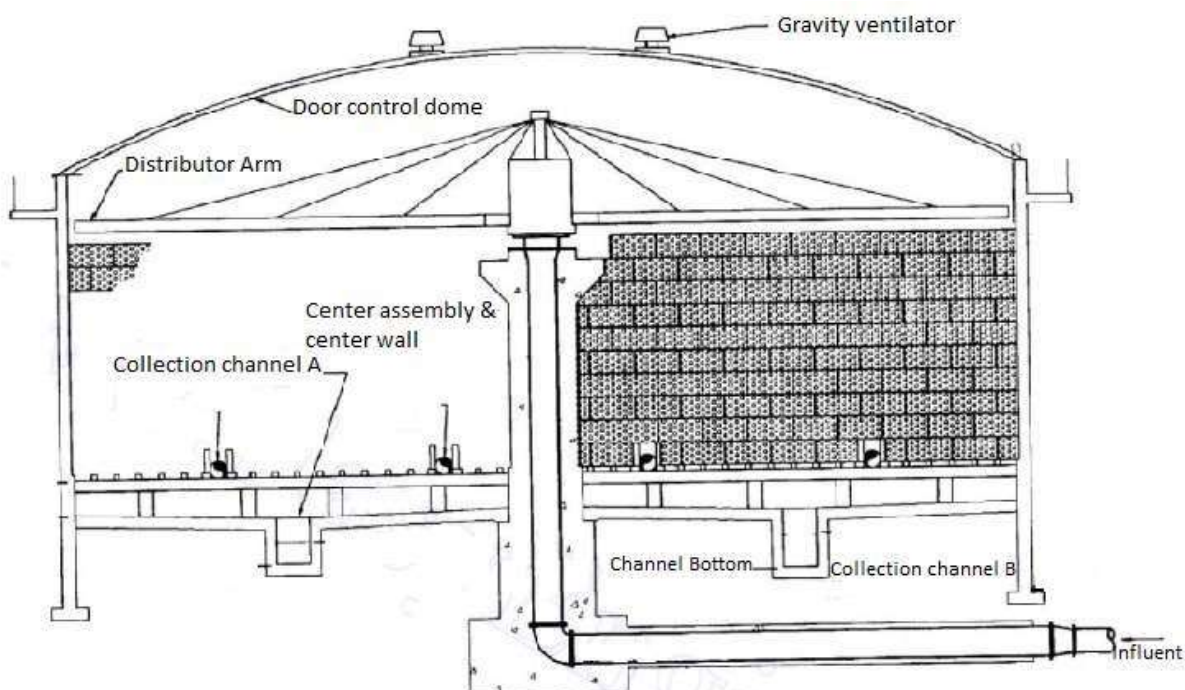 Gravity ventilator
Door control dome
Distributor Arm
Center assembly &
center wall
Collection channel A
Channel Bottom
Collection channel B
Influent